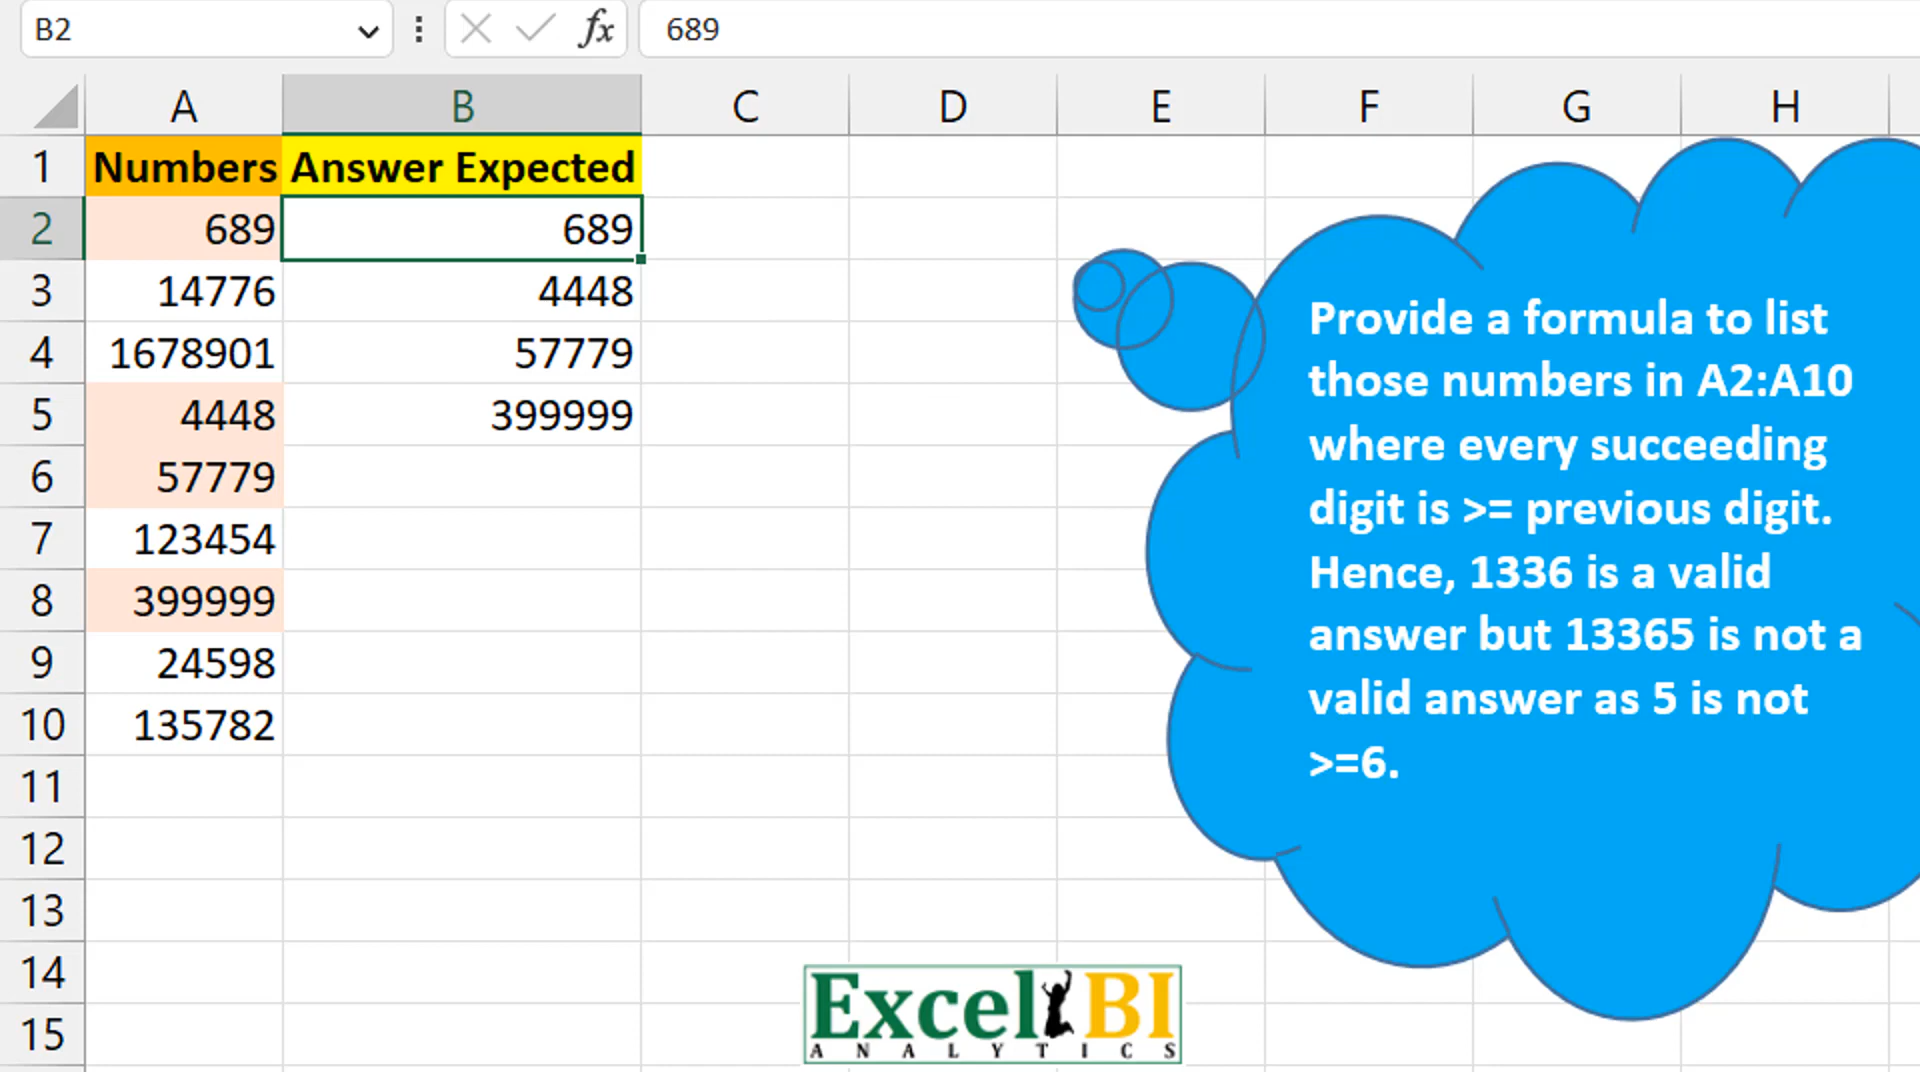 B2 fx 689
A B C D E F G H
1 Numbers Answer Expected
2 689 689
3 14776 4448
4 1678901 57779
5 4448 399999
6 57779
7 123454
8 399999
9 24598
10 135782
11
12
13
14
15
Provide a formula to list
those numbers in A2:A10
where every succeeding
digit is >= previous digit.
Hence, 1336 is a valid
answer but 13365 is not a
valid answer as 5 is not
>=6.
Excel BI
ANALYTICS